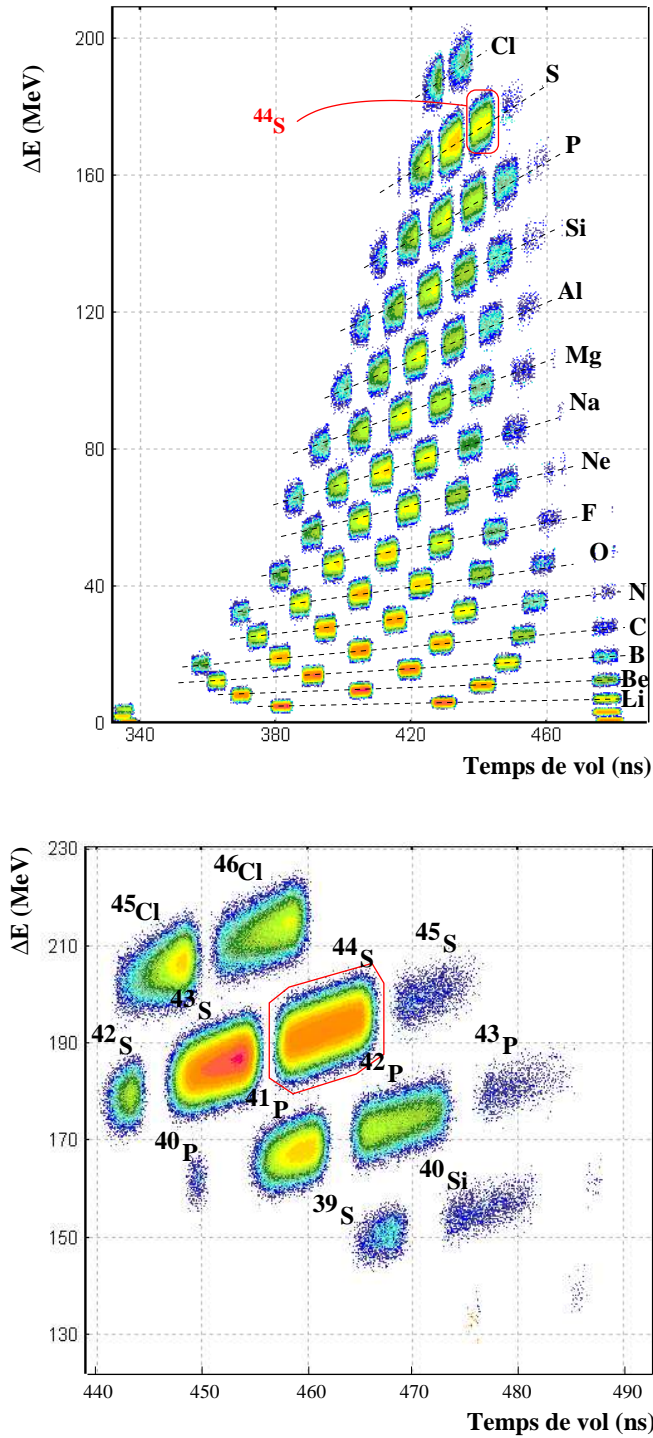 200
160
120
80
40
0
ΔE (MeV)
Cl
S
44S
P
Si
Al
Mg
Na
Ne
F
O
N
C
B
Be
Li
340 380 420 460
Temps de vol (ns)
230
210
190
170
150
130
ΔE (MeV)
46Cl
45Cl
44S
45S
43S
42S
43P
42P
41P
40P
40Si
39S
440 450 460 470 480 490
Temps de vol (ns)